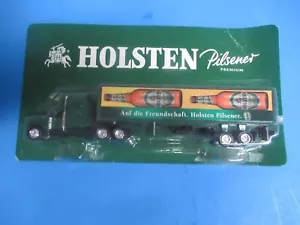 HOLSTEN Pilsener
PREMIUM
Auf die Freundschaft. Holsten Pilsener.